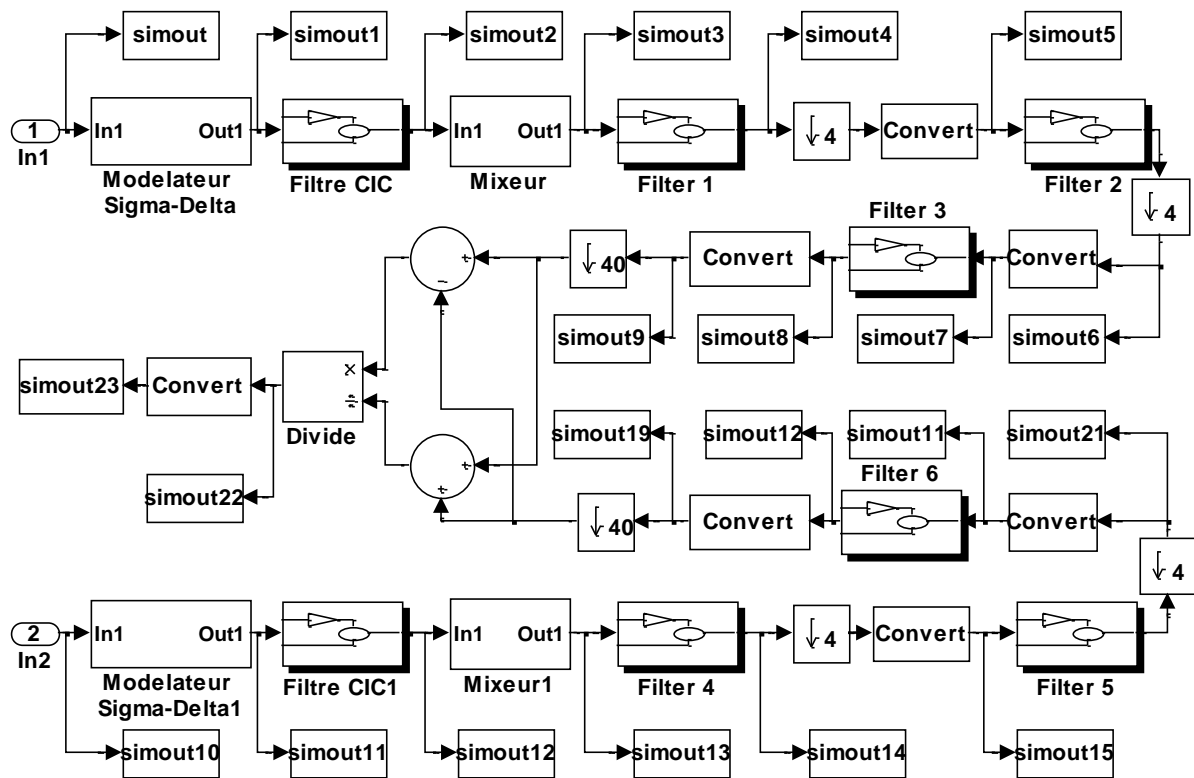 simout
simout1
simout2
simout3
simout4
simout5
1
In1
In1
Out1
Modelateur
Sigma-Delta
Filtre CIC
In1
Out1
Mixeur
Filter 1
4
Convert
Filter 2
4
Filter 3
+
-
40
Convert
Convert
simout9
simout8
simout7
simout6
simout23
Convert
×
÷
Divide
simout22
simout19
simout12
simout11
simout21
Filter 6
+
+
40
Convert
Convert
4
2
In2
In1
Out1
Modelateur
Sigma-Delta1
Filtre CIC1
In1
Out1
Mixeur1
Filter 4
4
Convert
Filter 5
simout10
simout11
simout12
simout13
simout14
simout15